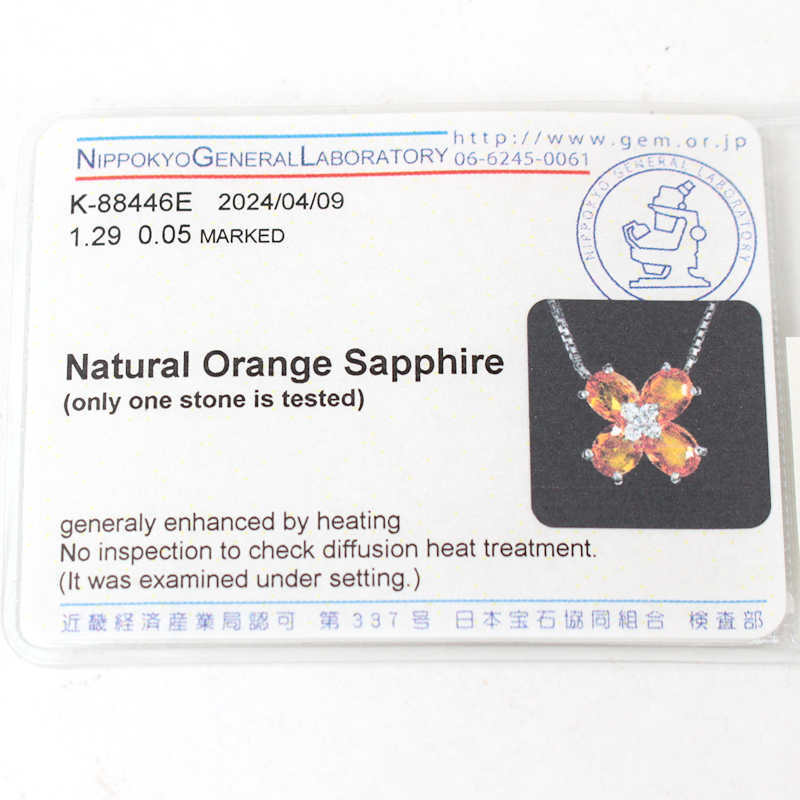 NIPPOKYOGENERALLABORATORY
http://www.gem.or.jp
06-6245-0061
K-88446E 2024/04/09
1.29 0.05 MARKED
NIPPOKYO GENERAL LABORATORY
Natural Orange Sapphire
(only one stone is tested)
generaly enhanced by heating
No inspection to check diffusion heat treatment.
(It was examined under setting.)
近畿経済産業局認可 第337号 日本宝石協同組合 検査部